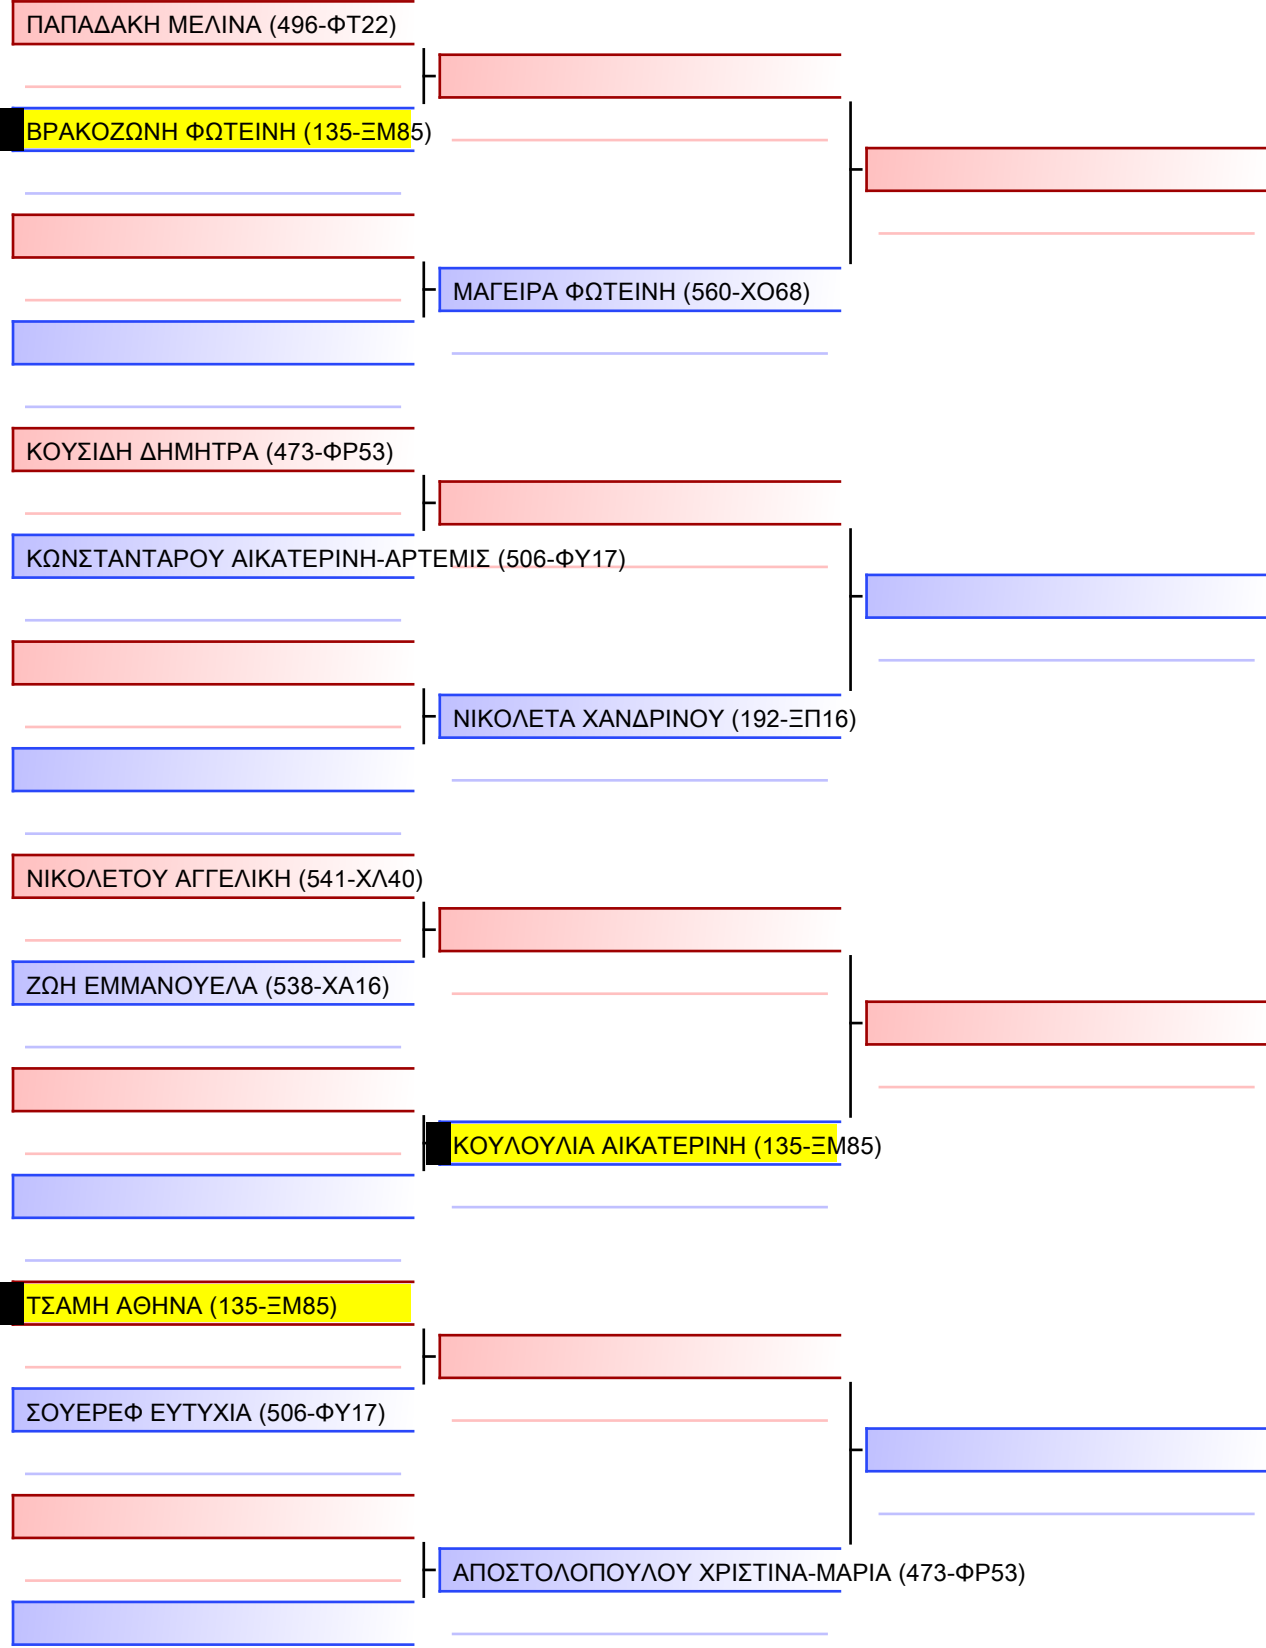 ΠΑΠΑΔΑΚΗ ΜΕΛΙΝΑ (496-ΦΤ22)
ΒΡΑΚΟΖΩΝΗ ΦΩΤΕΙΝΗ (135-ΞΜ85)
ΜΑΓΕΙΡΑ ΦΩΤΕΙΝΗ (560-ΧΟ68)
ΚΟΥΣΙΔΗ ΔΗΜΗΤΡΑ (473-ΦΡ53)
ΚΩΝΣΤΑΝΤΑΡΟΥ ΑΙΚΑΤΕΡΙΝΗ-ΑΡΤΕΜΙΣ (506-ΦΥ17)
ΝΙΚΟΛΕΤΑ ΧΑΝΔΡΙΝΟΥ (192-ΞΠ16)
ΝΙΚΟΛΕΤΟΥ ΑΓΓΕΛΙΚΗ (541-ΧΛ40)
ΖΩΗ ΕΜΜΑΝΟΥΕΛΑ (538-ΧΑ16)
ΚΟΥΛΟΥΛΙΑ ΑΙΚΑΤΕΡΙΝΗ (135-ΞΜ85)
ΤΣΑΜΗ ΑΘΗΝΑ (135-ΞΜ85)
ΣΟΥΕΡΕΦ ΕΥΤΥΧΙΑ (506-ΦΥ17)
ΑΠΟΣΤΟΛΟΠΟΥΛΟΥ ΧΡΙΣΤΙΝΑ-ΜΑΡΙΑ (473-ΦΡ53)